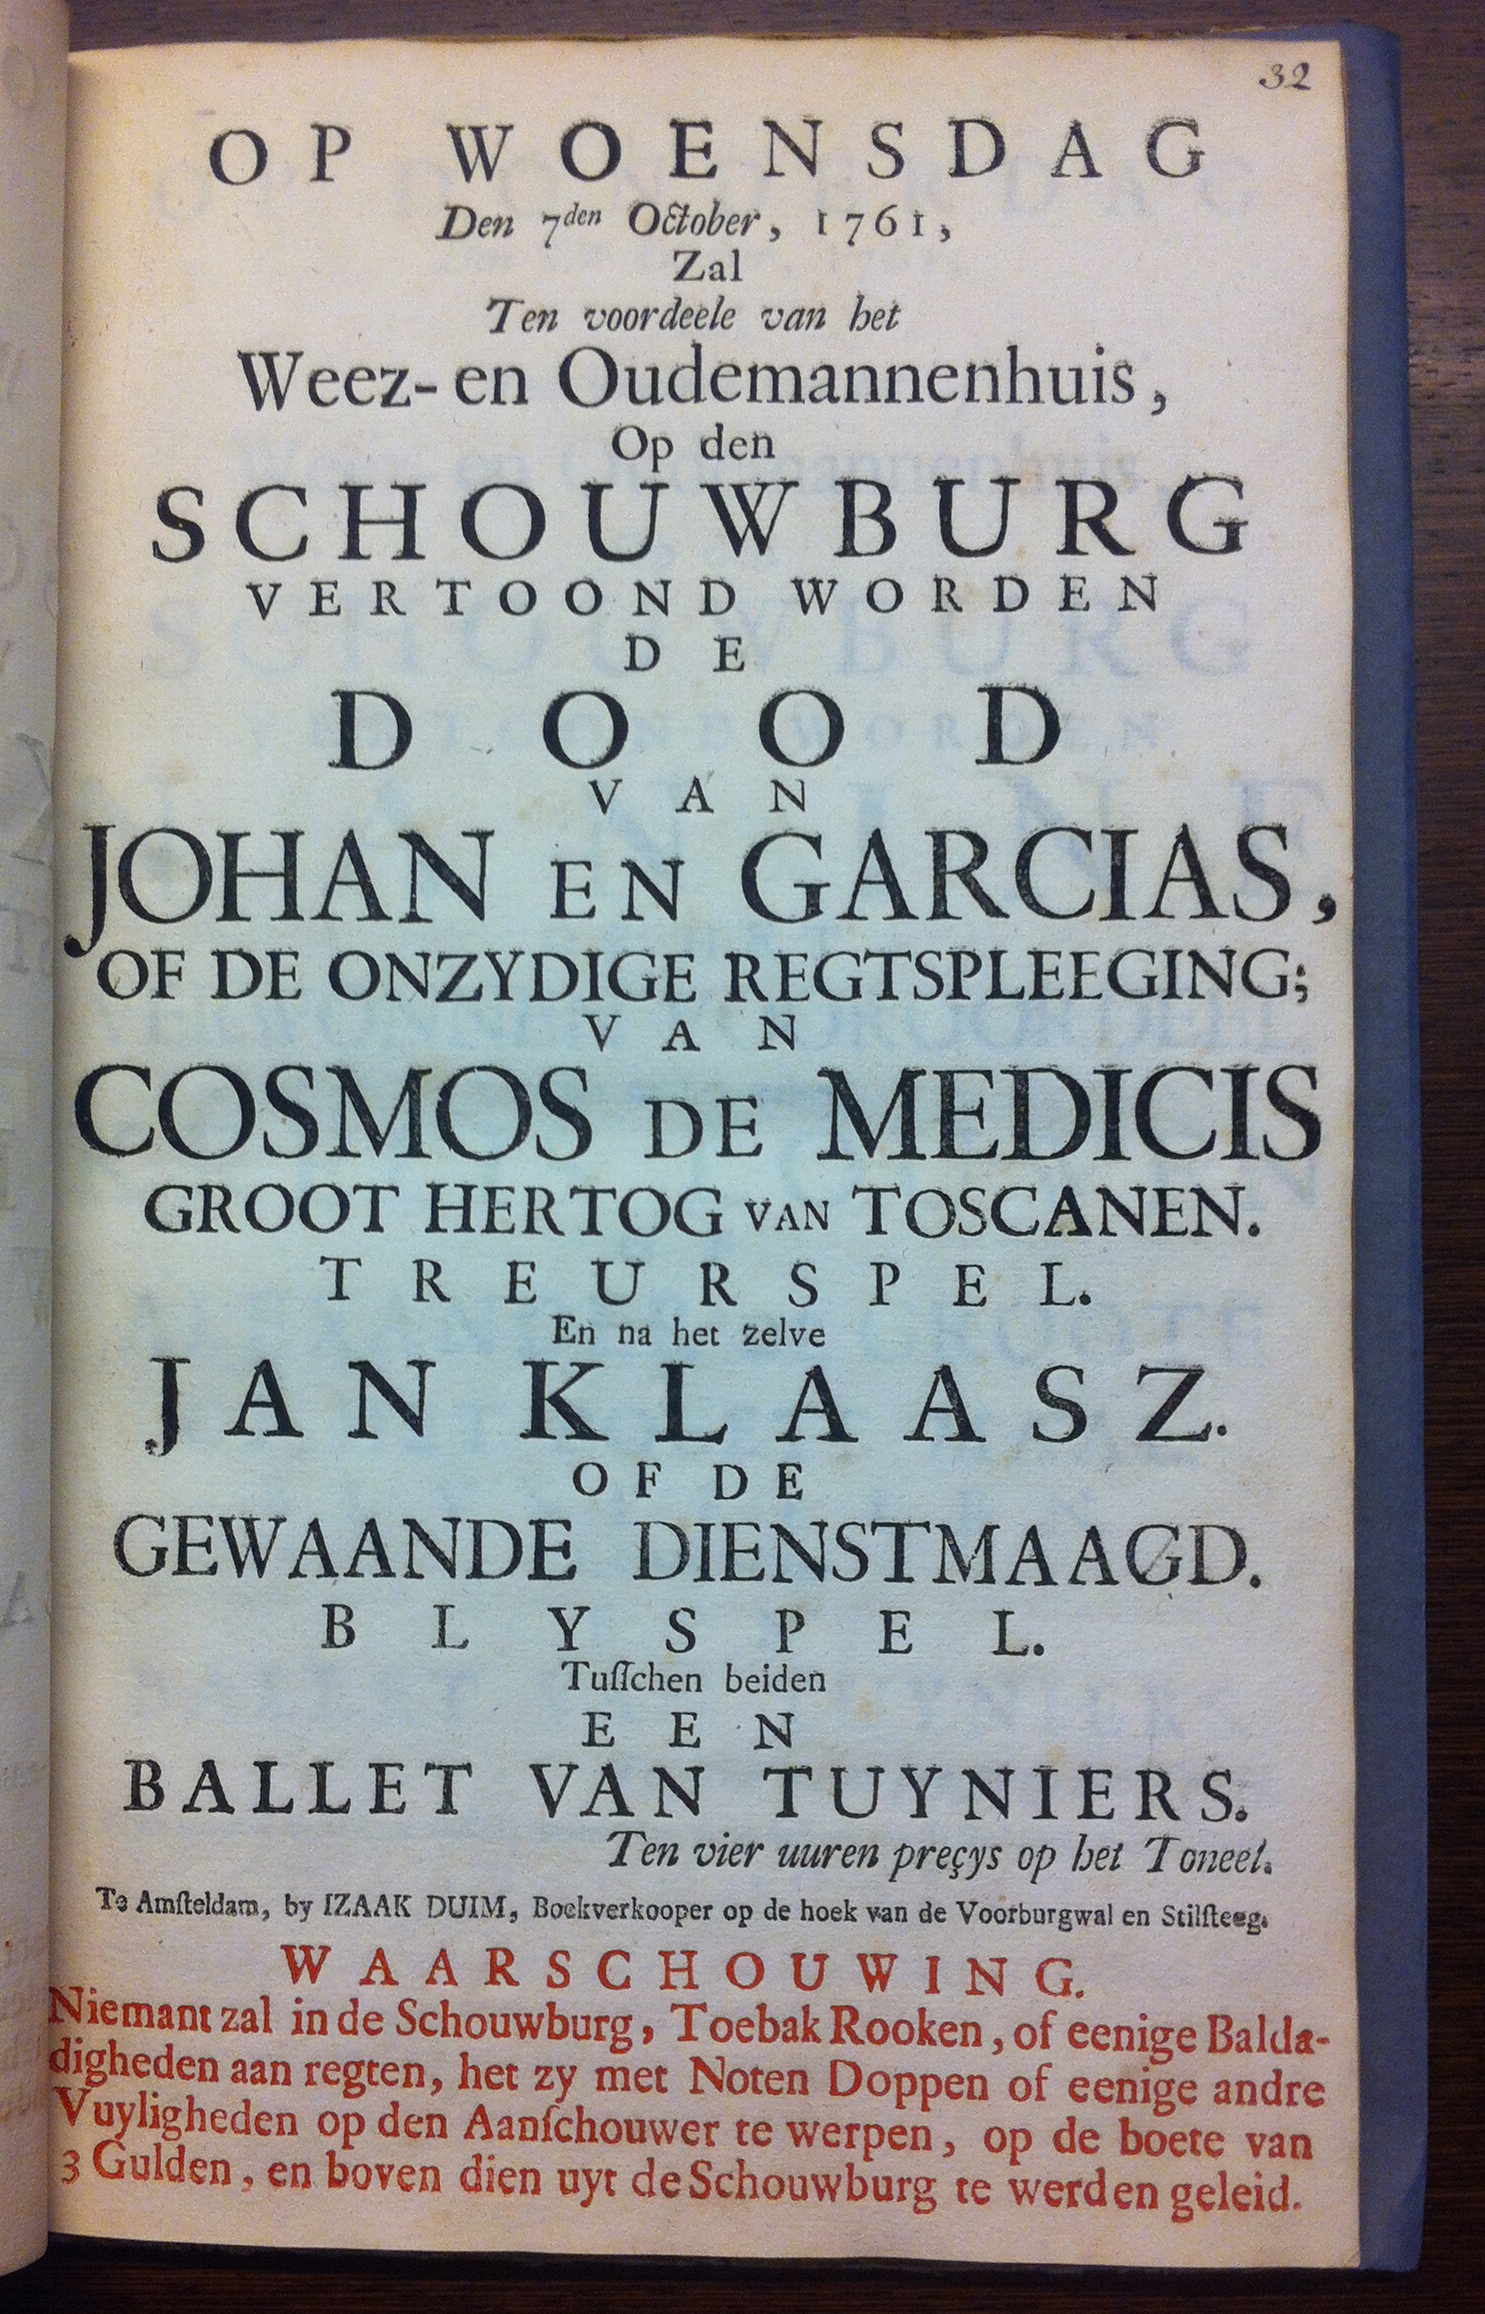 32
OP WOENSDAG
Den 7den October, 1761,
Zal
Ten voordeele van het
Weez- en Oudemannenhuis,
Op den
SCHOUWBURG
VERTOOND WORDEN
DE
DOOD
VAN
JOHAN EN GARCIAS,
OF DE ONZYDIGE REGTSPLEEGING;
VAN
COSMOS DE MEDICIS
GROOT HERTOG VAN TOSCANEN.
TREURSPEL.
En na het zelve
JAN KLAASZ.
OF DE
GEWAANDE DIENSTMAAGD.
BLYSPEL.
Tuſſchen beiden
EEN
BALLET VAN TUYNIERS.
Ten vier uuren preçys op het Toneel.
Te Amſteldam, by IZAAK DUIM, Boekverkooper op de hoek van de Voorburgwal en Stilſteeg.
WAARSCHOUWING.
Niemant zal in de Schouwburg, Toebak Rooken, of eenige Balda-
digheden aan regten, het zy met Noten Doppen of eenige andre
Vuyligheden op den Aanſchouwer te werpen, op de boete van
3 Gulden, en boven dien uyt de Schouwburg te werden geleid.